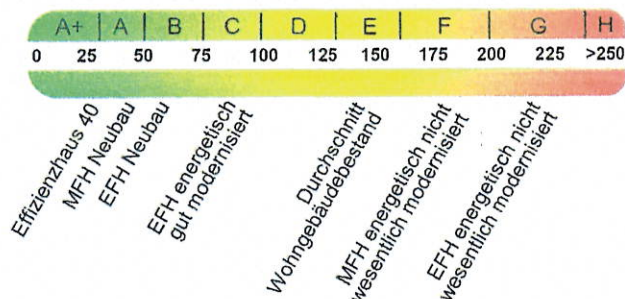 A+ A B C D E F G H
0 25 50 75 100 125 150 175 200 225 >250
Effizienzhaus 40
MFH Neubau
EFH Neubau
EFH energetisch
gut modernisiert
Durchschnitt
Wohngebäudebestand
MFH energetisch nicht
wesentlich modernisiert
EFH energetisch nicht
wesentlich modernisiert